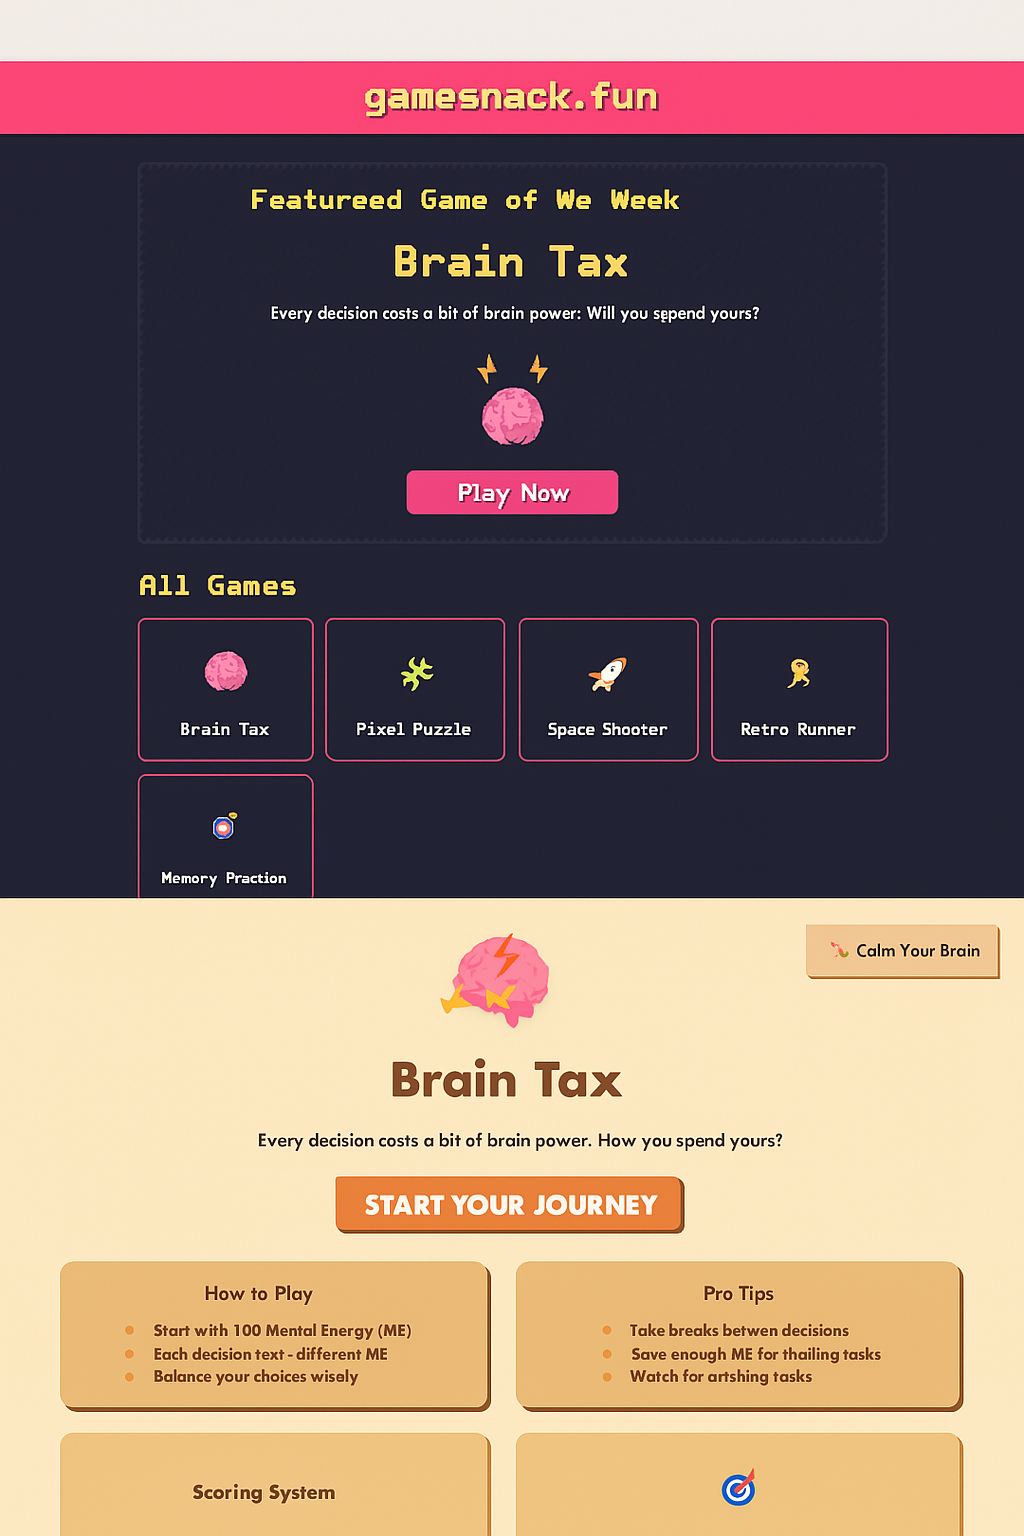 gamesnack.fun
Featureed Game of We Week
Brain Tax
Every decision costs a bit of brain power: Will you sepend yours?
Play Now
All Games
Brain Tax
Pixel Puzzle
Space Shooter
Retro Runner
Memory Praction
Calm Your Brain
Brain Tax
Every decision costs a bit of brain power. How you spend yours?
START YOUR JOURNEY
How to Play
Start with 100 Mental Energy (ME)
Each decision text - different ME
Balance your choices wisely
Pro Tips
Take breaks betwen decisions
Save enough ME for thailing tasks
Watch for artshing tasks
Scoring System